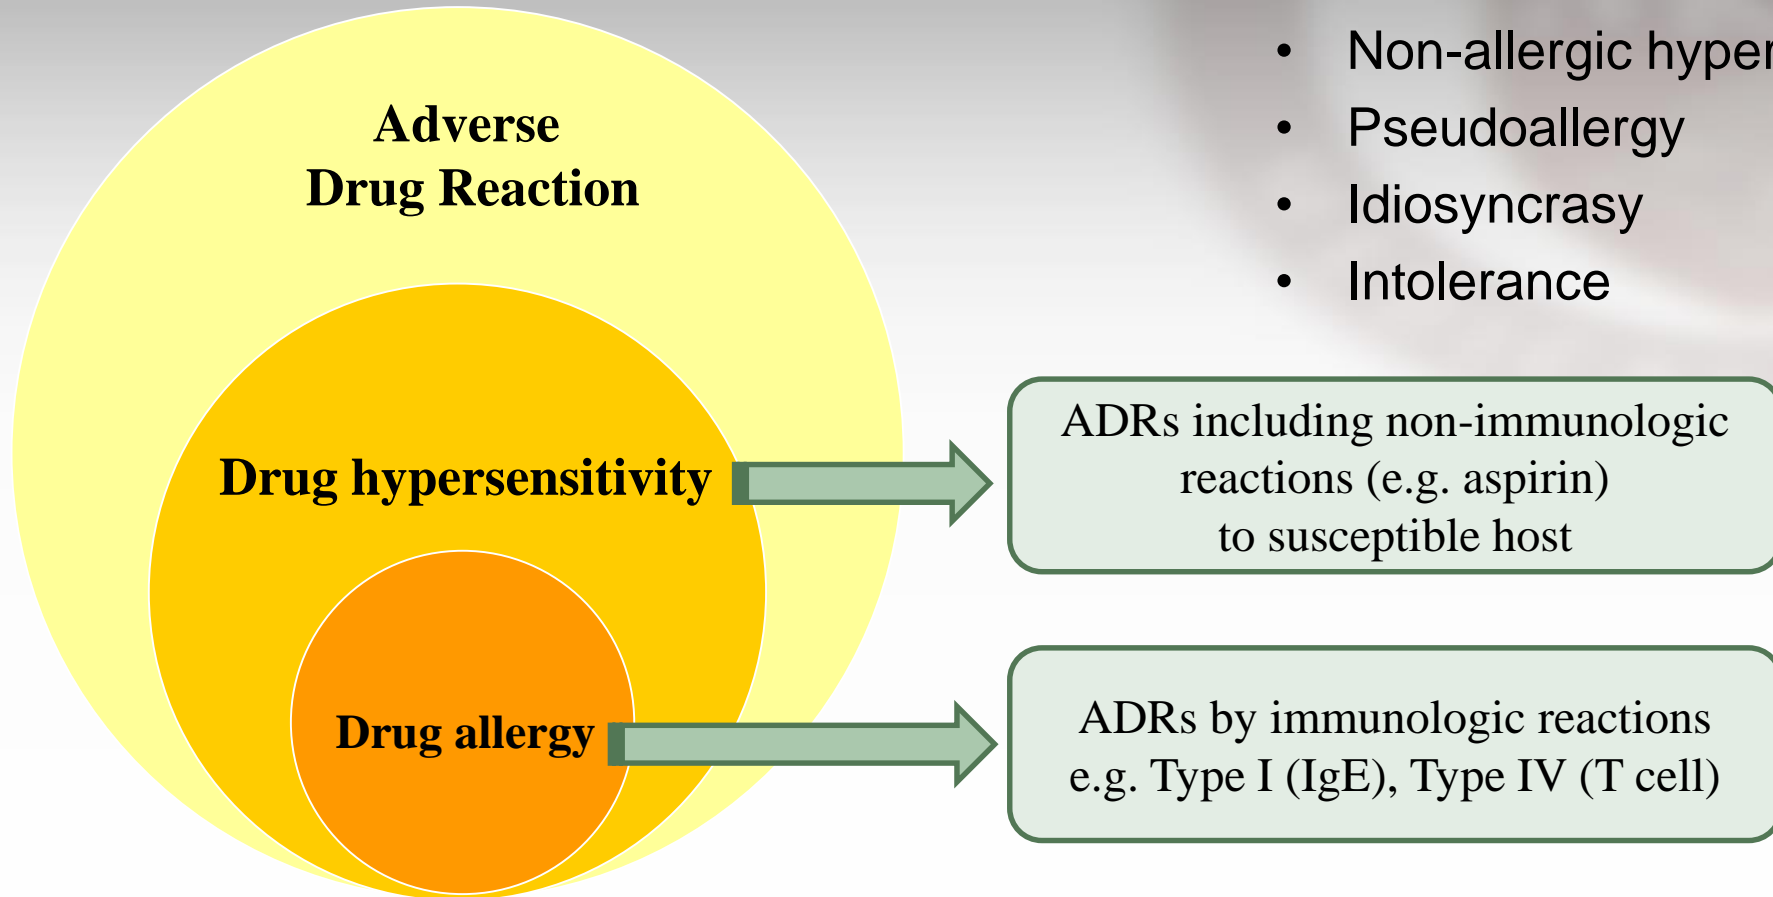 Adverse
Drug Reaction
Drug hypersensitivity
Drug allergy
• Non-allergic hyper
• Pseudoallergy
• Idiosyncrasy
• Intolerance
ADRs including non-immunologic
reactions (e.g. aspirin)
to susceptible host
ADRs by immunologic reactions
e.g. Type I (IgE), Type IV (T cell)